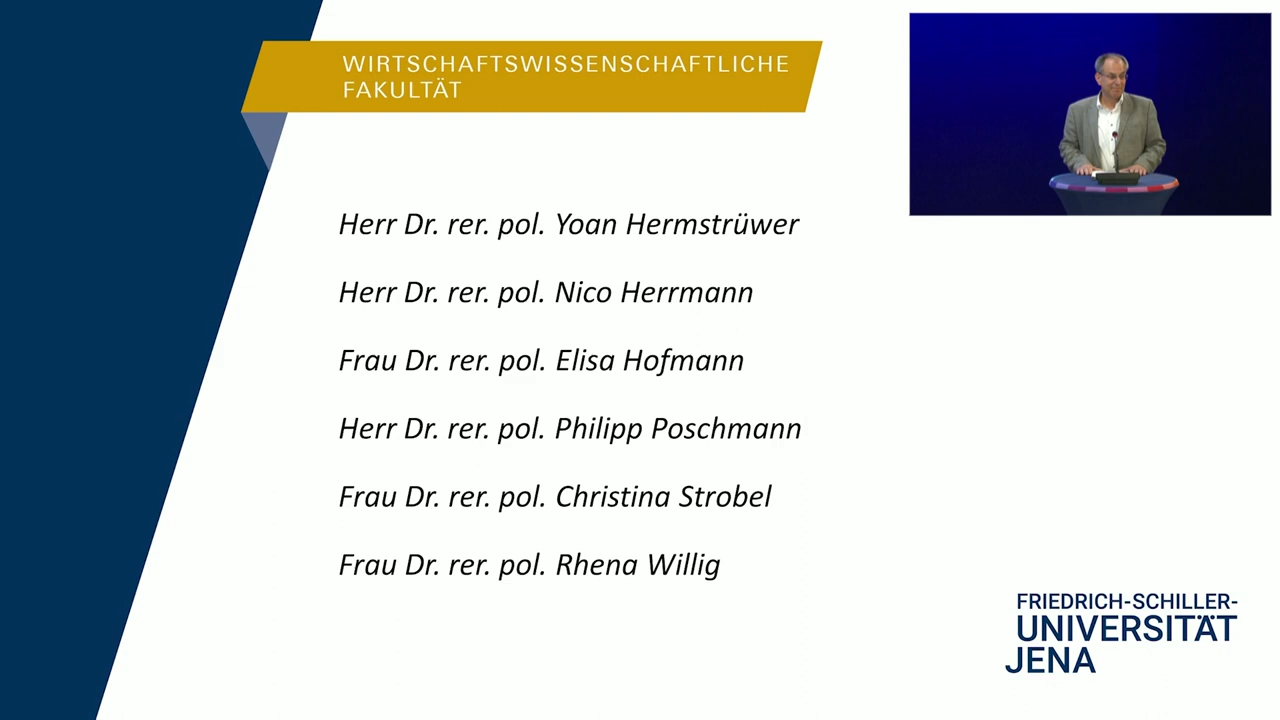 WIRTSCHAFTSWISSENSCHAFTLICHE
FAKULTÄT
Herr Dr. rer. pol. Yoan Hermstrüwer
Herr Dr. rer. pol. Nico Herrmann
Frau Dr. rer. pol. Elisa Hofmann
Herr Dr. rer. pol. Philipp Poschmann
Frau Dr. rer. pol. Christina Strobel
Frau Dr. rer. pol. Rhena Willig
FRIEDRICH-SCHILLER-
UNIVERSITÄT
JENA